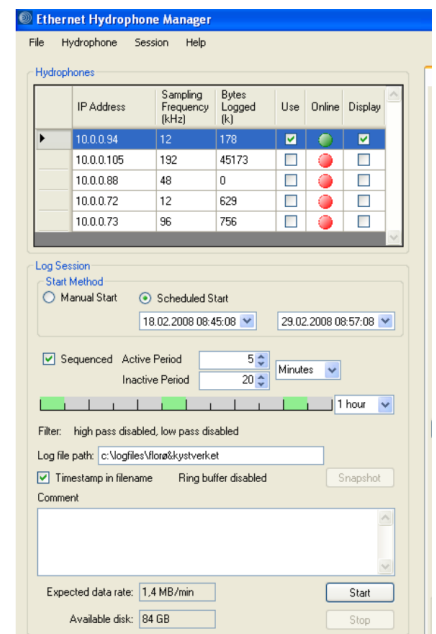 Ethernet Hydrophone Manager
File Hydrophone Session Help
Hydrophones
IP Address Sampling Frequency (kHz) Bytes Logged (k) Use Online Display
10.0.0.94 12 178
10.0.0.105 192 45173
10.0.0.88 48 0
10.0.0.72 12 629
10.0.0.73 96 756
Log Session
Start Method
Manual Start Scheduled Start
18.02.2008 08:45:08 29.02.2008 08:57:08
Sequenced Active Period 5 Minutes
Inactive Period 20
1 hour
Filter: high pass disabled, low pass disabled
Log file path: c:\logfiles\florø&kystverket
Timestamp in filename Ring buffer disabled Snapshot
Comment
Expected data rate: 1,4 MB/min Start
Available disk: 84 GB Stop